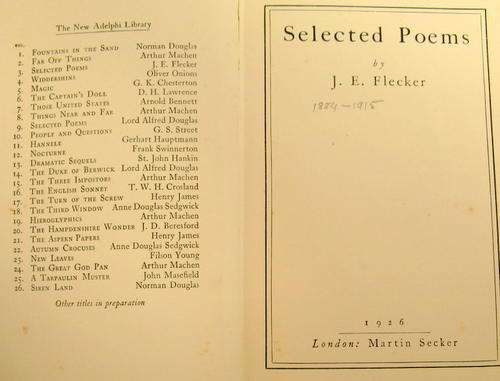 The New Adelphi Library
NO.
1. Fountains in the Sand Norman Douglas
2. Far Off Things Arthur Machen
3. Selected Poems J. E. Flecker
4. Widdershins Oliver Onions
5. Magic G. K. Chesterton
6. The Captain's Doll D. H. Lawrence
7. Those United States Arnold Bennett
8. Things Near and Far Arthur Machen
9. Selected Poems Lord Alfred Douglas
10. People and Questions G. S. Street
11. Hannele Gerhart Hauptmann
12. Nocturne Frank Swinnerton
13. Dramatic Sequels St. John Hankin
14. The Duke of Berwick Lord Alfred Douglas
15. The Three Impostors Arthur Machen
16. The English Sonnet T. W. H. Crosland
17. The Turn of the Screw Henry James
18. The Third Window Anne Douglas Sedgwick
19. Hieroglyphics Arthur Machen
20. The Hampdenshire Wonder J. D. Beresford
21. The Aspern Papers Henry James
22. Autumn Crocuses Anne Douglas Sedgwick
23. New Leaves Filson Young
24. The Great God Pan Arthur Machen
25. A Tarpaulin Muster John Masefield
26. Siren Land Norman Douglas
Other titles in preparation
Selected Poems
by
J. E. Flecker
1884-1915
1926
London: Martin Secker